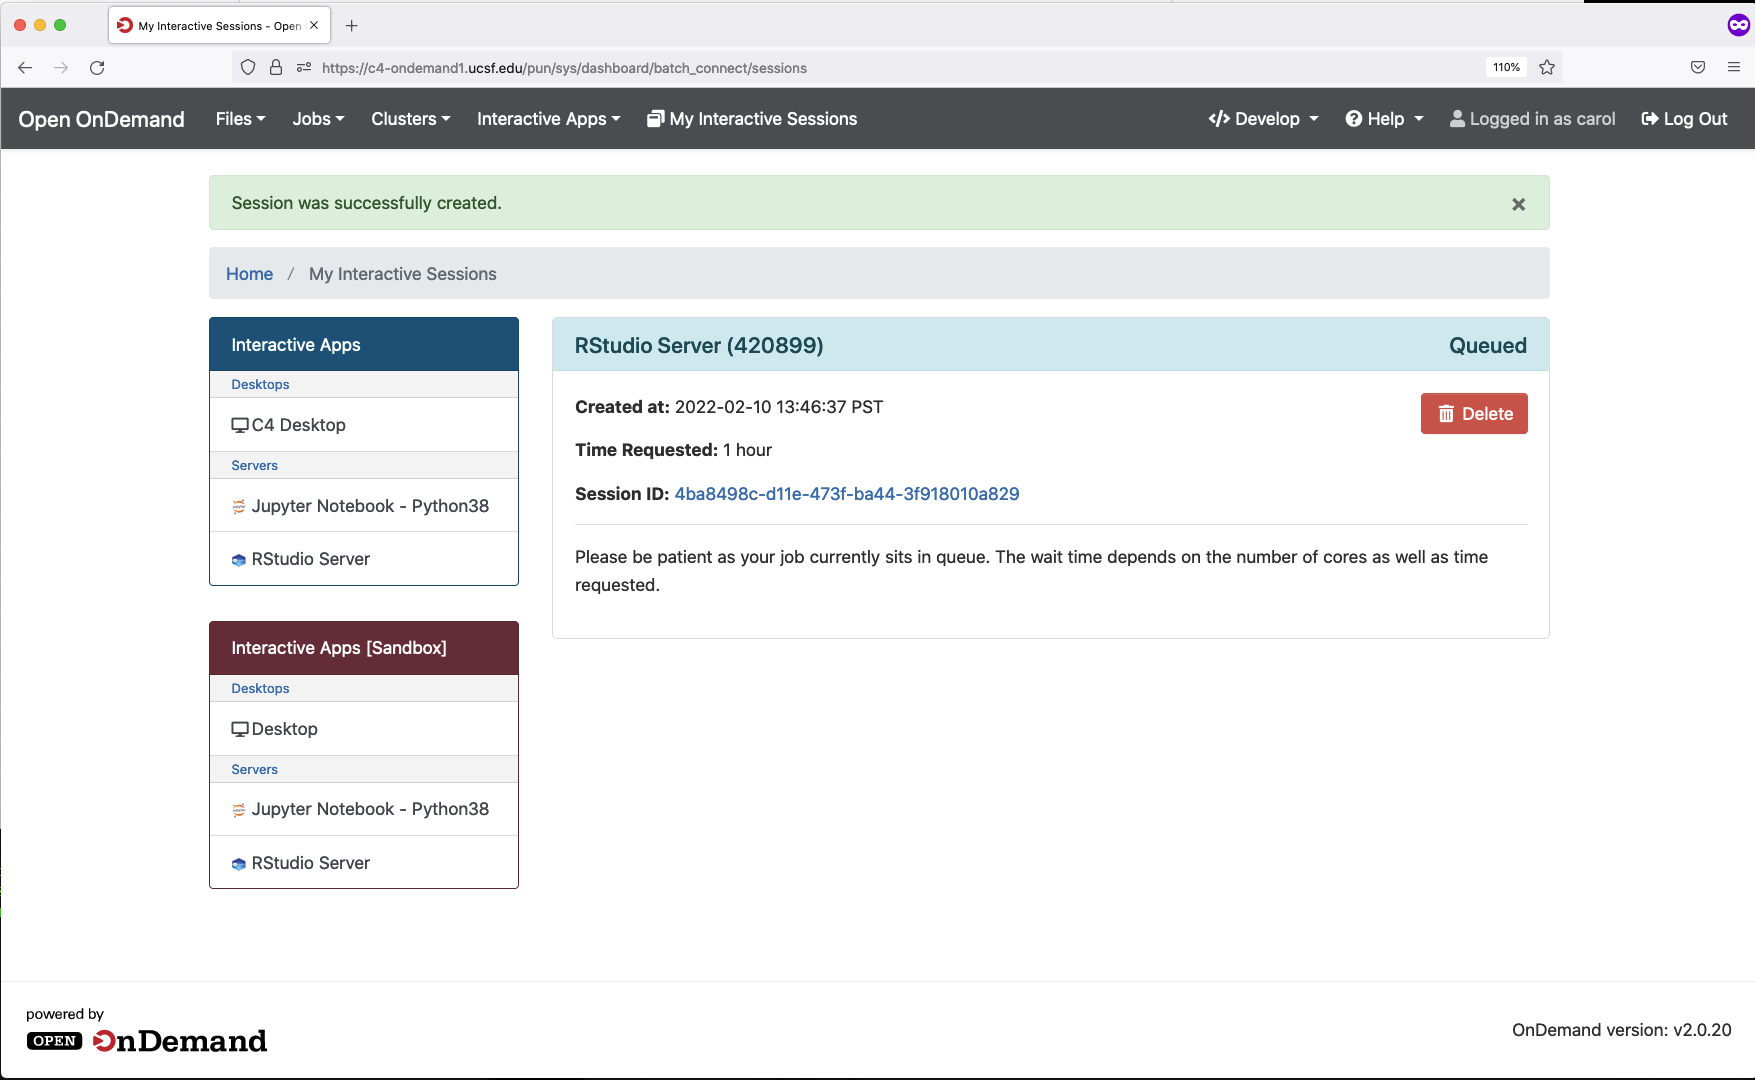 My Interactive Sessions - Open
https://c4-ondemand1.ucsf.edu/pun/sys/dashboard/batch_connect/sessions
110%
Open OnDemand
Files
Jobs
Clusters
Interactive Apps
My Interactive Sessions
Develop
Help
Logged in as carol
Log Out
Session was successfully created.
Home / My Interactive Sessions
Interactive Apps
Desktops
C4 Desktop
Servers
Jupyter Notebook - Python38
RStudio Server
Interactive Apps [Sandbox]
Desktops
Desktop
Servers
Jupyter Notebook - Python38
RStudio Server
RStudio Server (420899)
Queued
Created at: 2022-02-10 13:46:37 PST
Delete
Time Requested: 1 hour
Session ID: 4ba8498c-d11e-473f-ba44-3f918010a829
Please be patient as your job currently sits in queue. The wait time depends on the number of cores as well as time
requested.
powered by
OPEN OnDemand
OnDemand version: v2.0.20